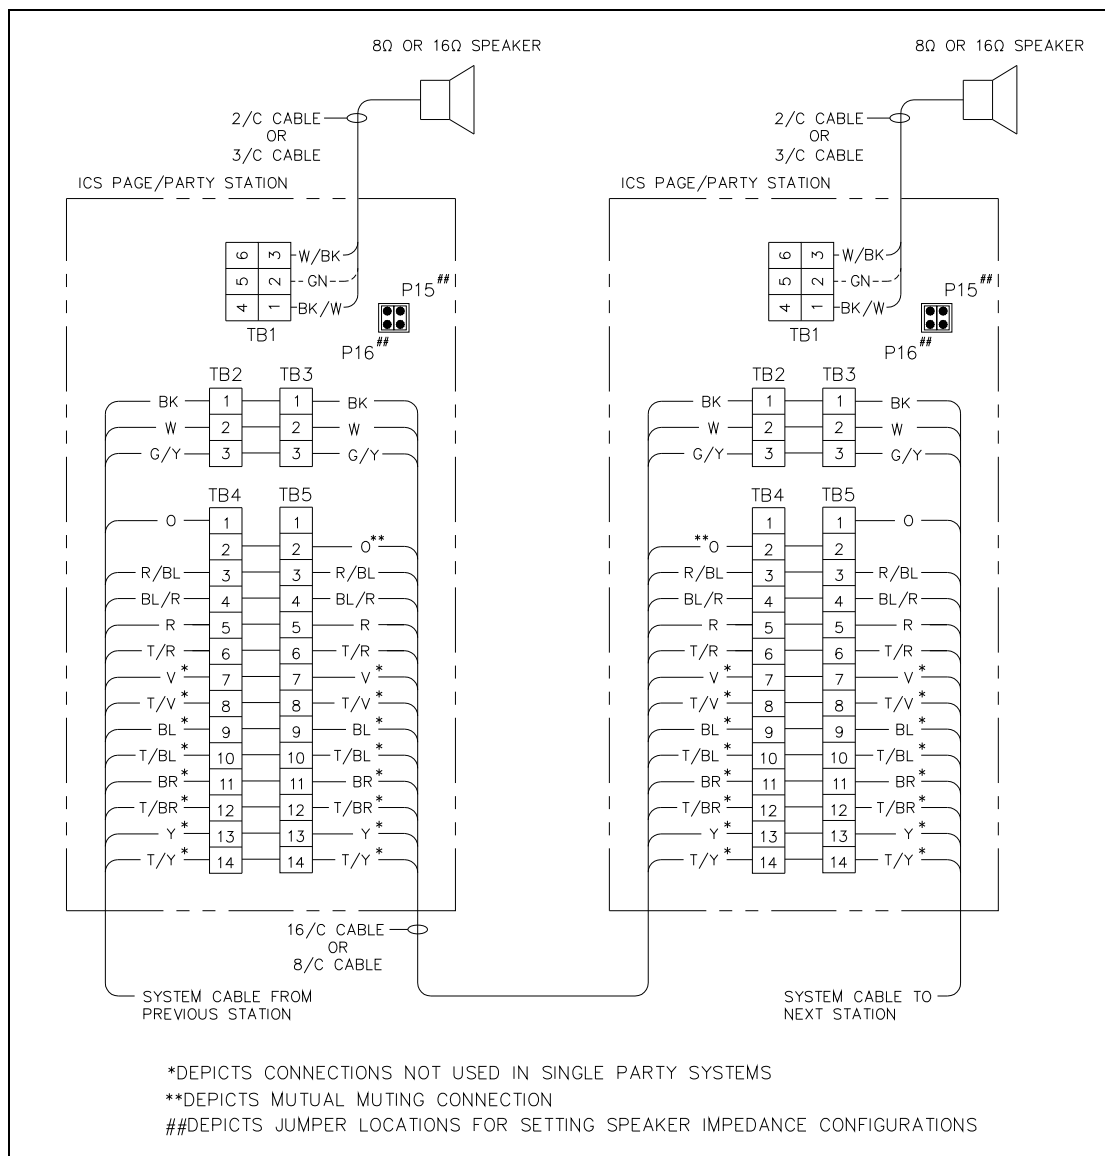 8Ω OR 16Ω SPEAKER 8Ω OR 16Ω SPEAKER
2/C CABLE 2/C CABLE
OR OR
3/C CABLE 3/C CABLE
ICS PAGE/PARTY STATION ICS PAGE/PARTY STATION
6 3 W/BK 6 3 W/BK
5 2 GN 5 2 GN
4 1 BK/W 4 1 BK/W
P15## P15##
TB1 TB1
P16## P16##
TB2 TB3 TB2 TB3
BK 1 1 BK BK 1 1 BK
W 2 2 W W 2 2 W
G/Y 3 3 G/Y G/Y 3 3 G/Y
TB4 TB5 TB4 TB5
O 1 1 1 1 O
2 2 O** **O 2 2
R/BL 3 3 R/BL R/BL 3 3 R/BL
BL/R 4 4 BL/R BL/R 4 4 BL/R
R 5 5 R R 5 5 R
T/R 6 6 T/R T/R 6 6 T/R
V* 7 7 V* V* 7 7 V*
T/V* 8 8 T/V* T/V* 8 8 T/V*
BL* 9 9 BL* BL* 9 9 BL*
T/BL* 10 10 T/BL* T/BL* 10 10 T/BL*
BR* 11 11 BR* BR* 11 11 BR*
T/BR* 12 12 T/BR* T/BR* 12 12 T/BR*
Y* 13 13 Y* Y* 13 13 Y*
T/Y* 14 14 T/Y* T/Y* 14 14 T/Y*
16/C CABLE
OR
8/C CABLE
SYSTEM CABLE FROM SYSTEM CABLE TO
PREVIOUS STATION NEXT STATION
*DEPICTS CONNECTIONS NOT USED IN SINGLE PARTY SYSTEMS
**DEPICTS MUTUAL MUTING CONNECTION
##DEPICTS JUMPER LOCATIONS FOR SETTING SPEAKER IMPEDANCE CONFIGURATIONS